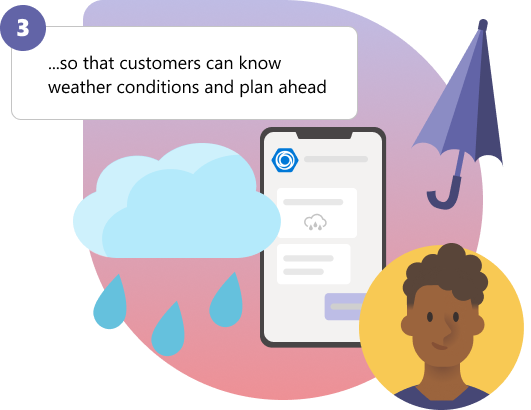 3
...so that customers can know
weather conditions and plan ahead